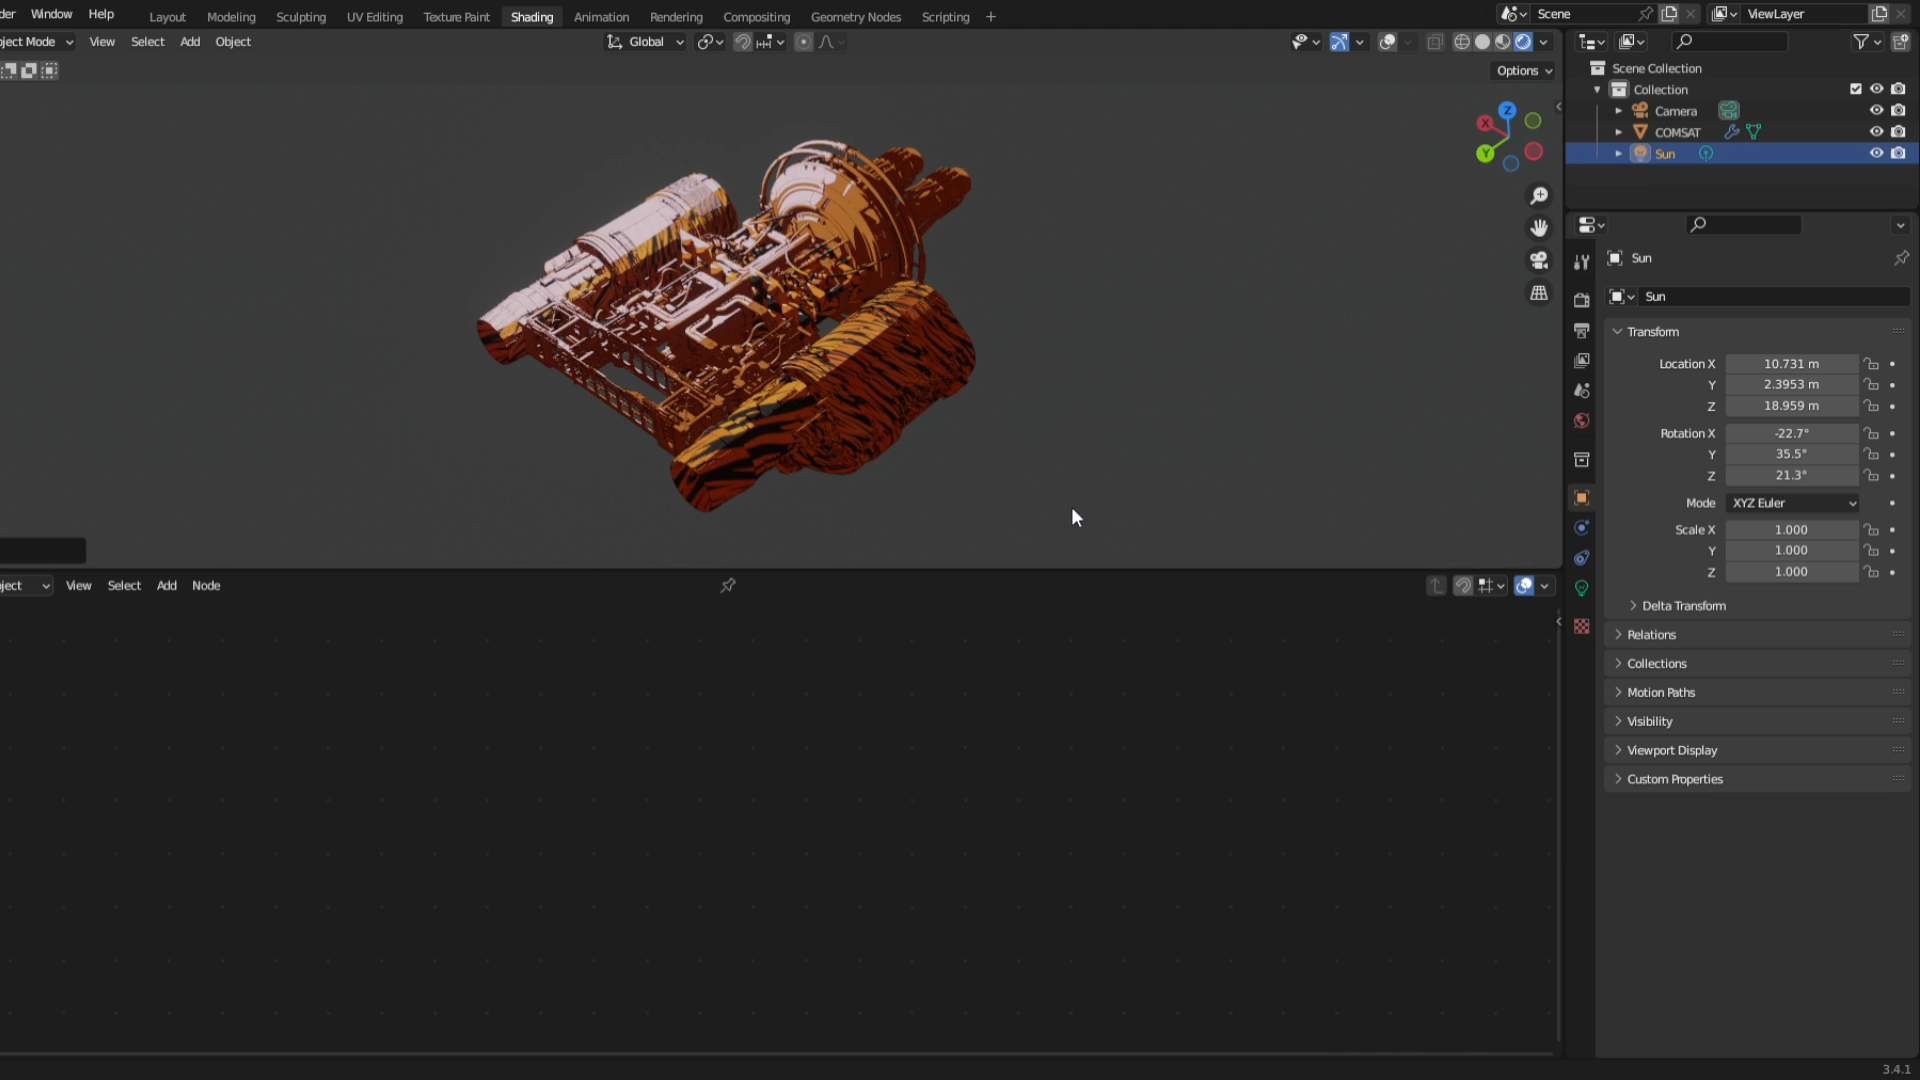 der Window Help Layout Modeling Sculpting UV Editing Texture Paint Shading Animation Rendering Compositing Geometry Nodes Scripting + Scene ViewLayer
ject Mode View Select Add Object Global
Options
Scene Collection
Collection
Camera
COMSAT
Sun
X Y Z
Sun
Sun
Transform
Location X 10.731 m
Y 2.3953 m
Z 18.959 m
Rotation X -22.7°
Y 35.5°
Z 21.3°
Mode XYZ Euler
Scale X 1.000
Y 1.000
Z 1.000
Delta Transform
Relations
Collections
Motion Paths
Visibility
Viewport Display
Custom Properties
ject View Select Add Node
3.4.1